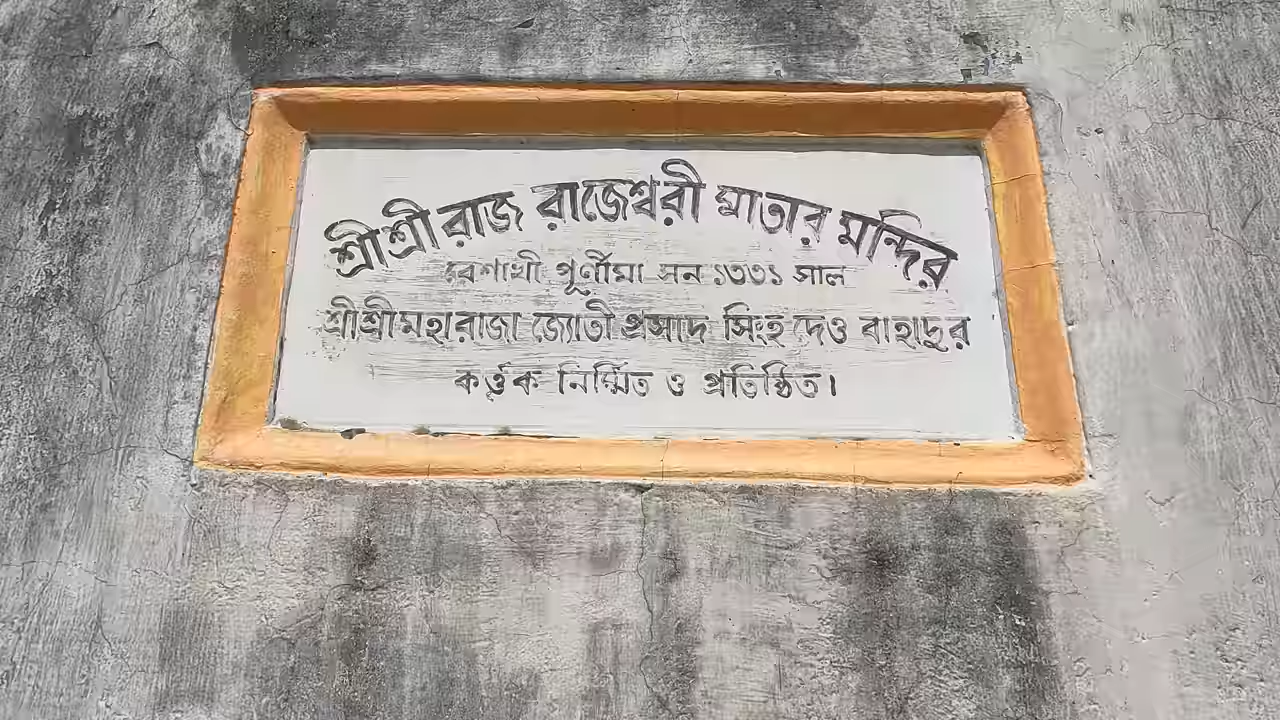 শ্রীশ্রী রাজ রাজেশ্বরী মাতার মন্দির
বৈশাখী পূর্ণীমা সন ১৩৩১ সাল
শ্রীশ্রীমহারাজা জ্যোতী প্রসাদ সিংহ দেও বাহাদুর
কর্ত্তৃক নির্ম্মিত ও প্রতিষ্ঠিত।